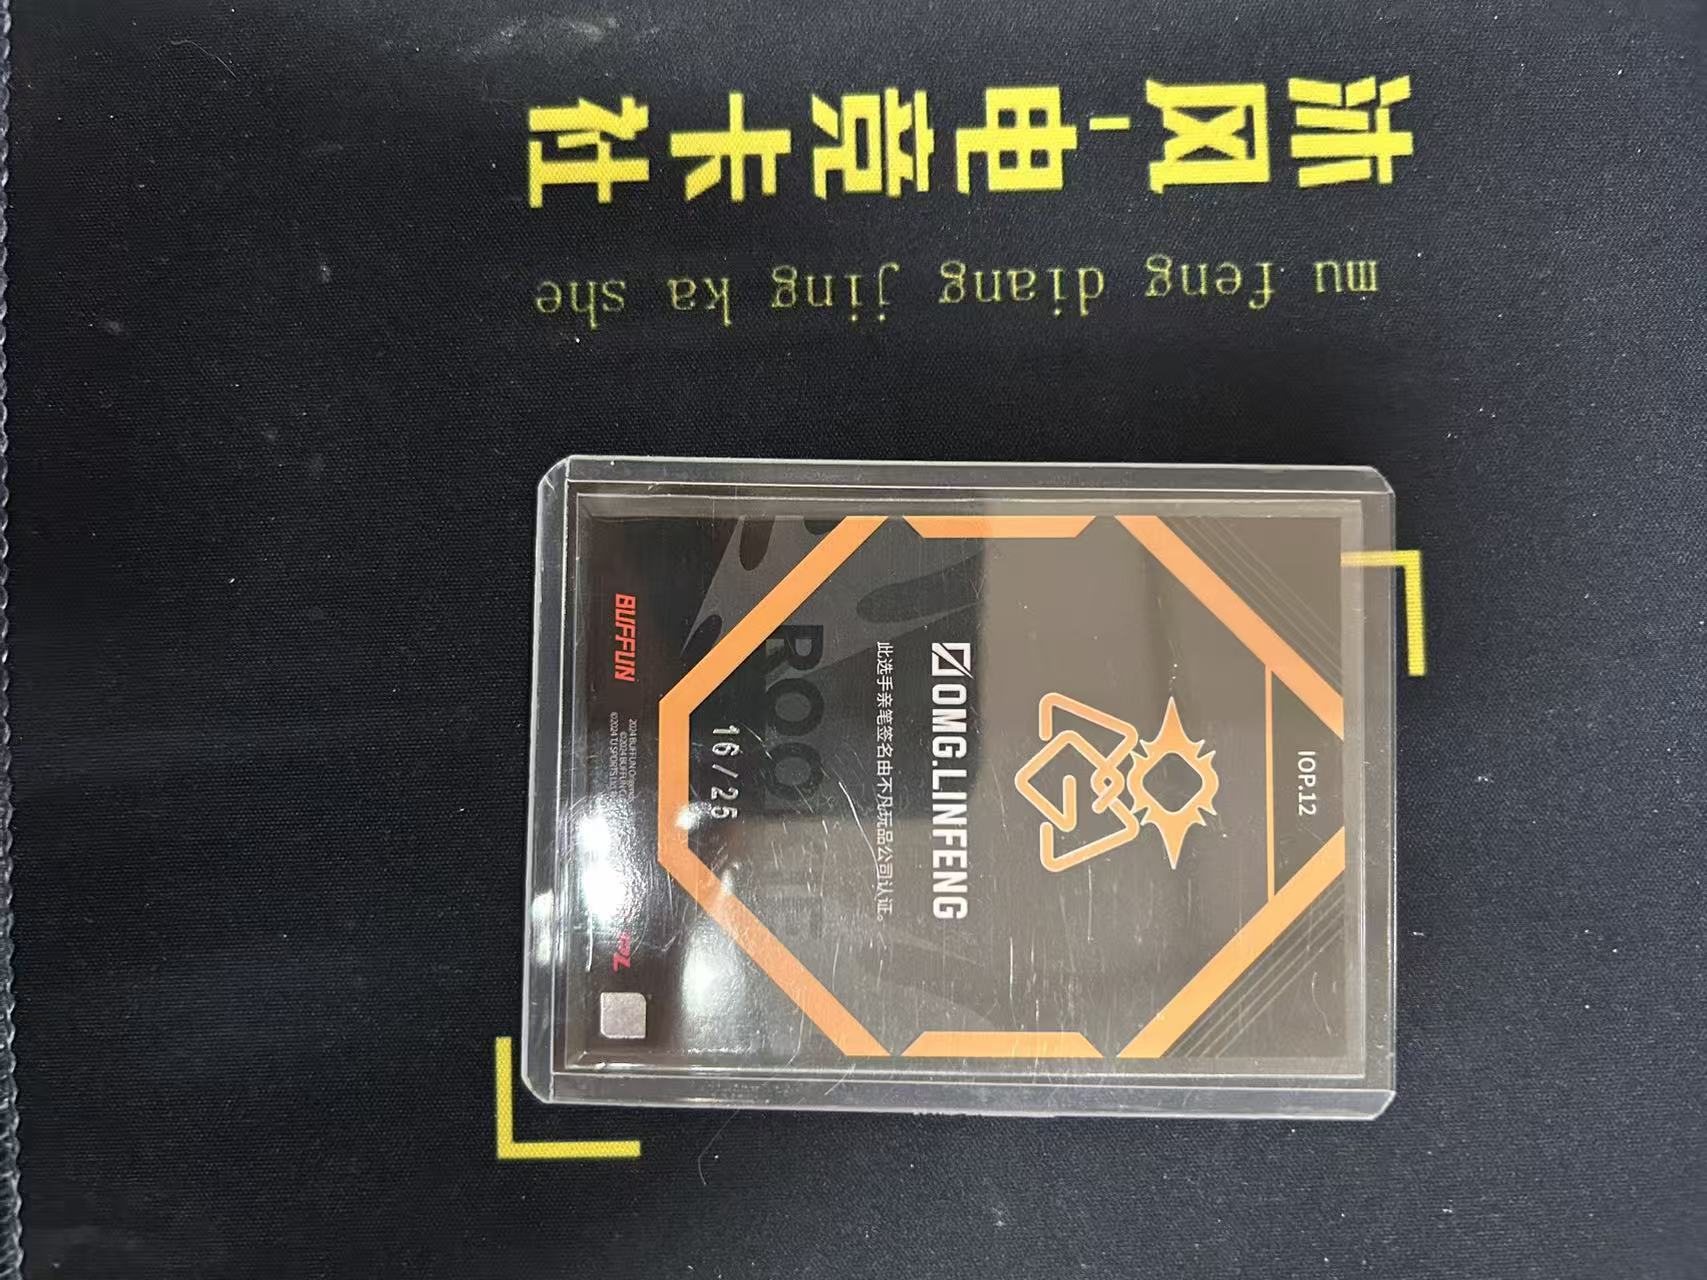 沐风电竞卡社
mu feng diang jing ka she
IOP.12
OMG.LINFENG
此选手亲笔签名由不凡玩品公司认证。
ROO
16/25
BUFFUN